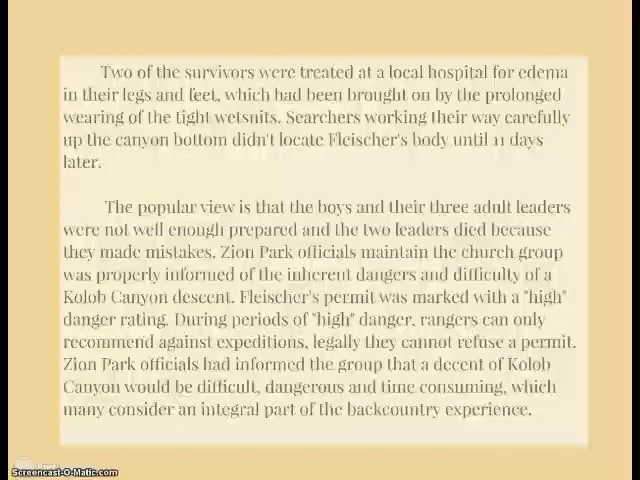 Two of the survivors were treated at a local hospital for edema
in their legs and feet, which had been brought on by the prolonged
wearing of the tight wetsuits. Searchers working their way carefully
up the canyon bottom didn't locate Fleischer's body until 11 days
later.
The popular view is that the boys and their three adult leaders
were not well enough prepared and the two leaders died because
they made mistakes. Zion Park officials maintain the church group
was properly informed of the inherent dangers and difficulty of a
Kolob Canyon descent. Fleischer's permit was marked with a "high"
danger rating. During periods of "high" danger, rangers can only
recommend against expeditions, legally they cannot refuse a permit.
Zion Park officials had informed the group that a decent of Kolob
Canyon would be difficult, dangerous and time consuming, which
many consider an integral part of the backcountry experience.
Screencast-O-Matic.com